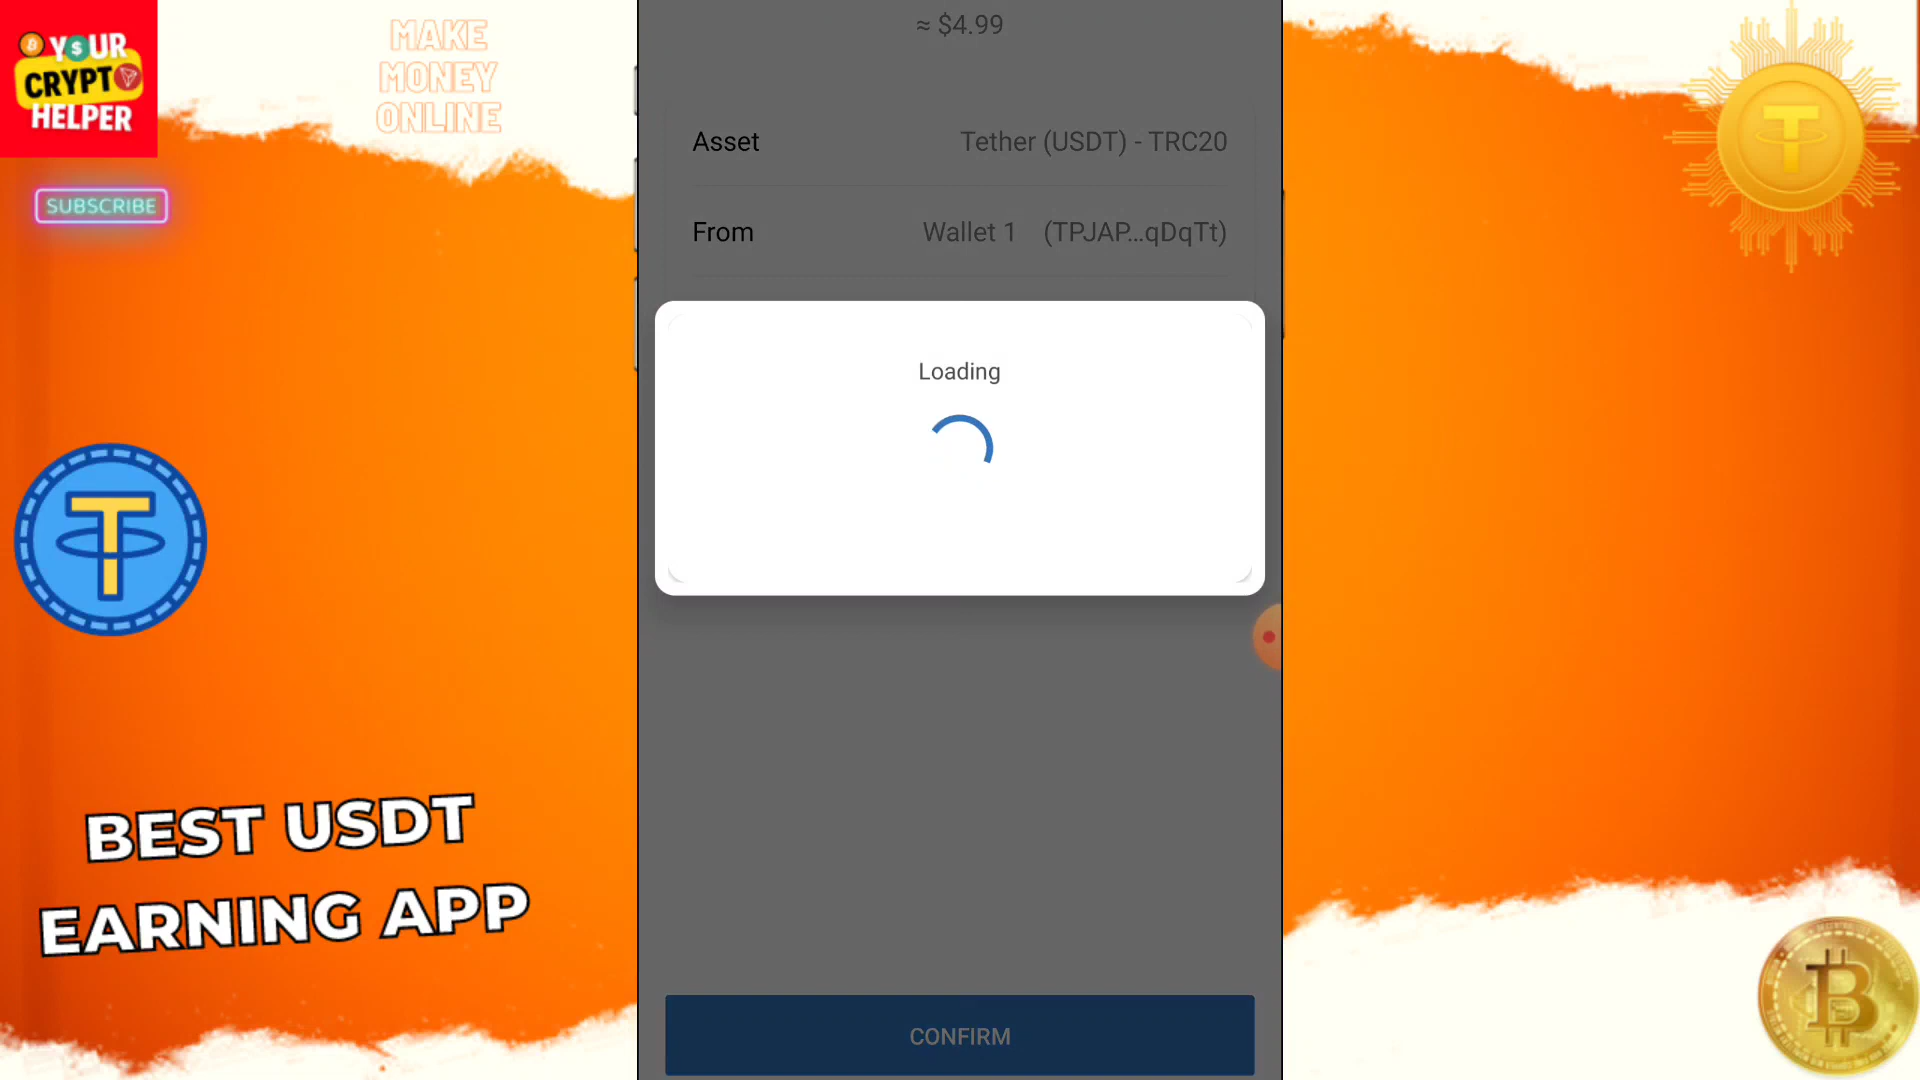 YOUR
CRYPTO
HELPER
MAKE
MONEY
ONLINE
SUBSCRIBE
≈ $4.99
Asset Tether (USDT) - TRC20
From Wallet 1 (TPJAP...qDqTt)
Loading
BEST USDT
EARNING APP
CONFIRM